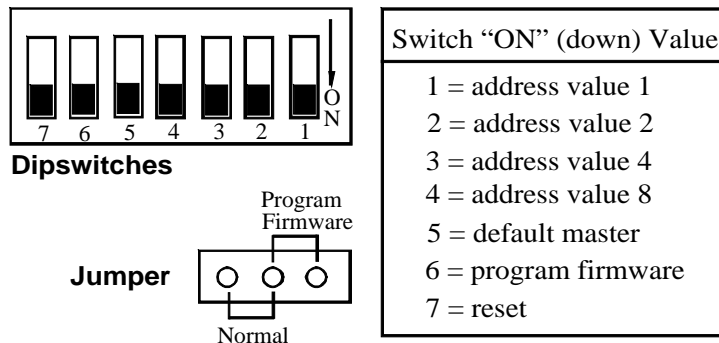 O
N
7 6 5 4 3 2 1
Dipswitches
Program
Firmware
Jumper
Normal
Switch “ON” (down) Value
1 = address value 1
2 = address value 2
3 = address value 4
4 = address value 8
5 = default master
6 = program firmware
7 = reset